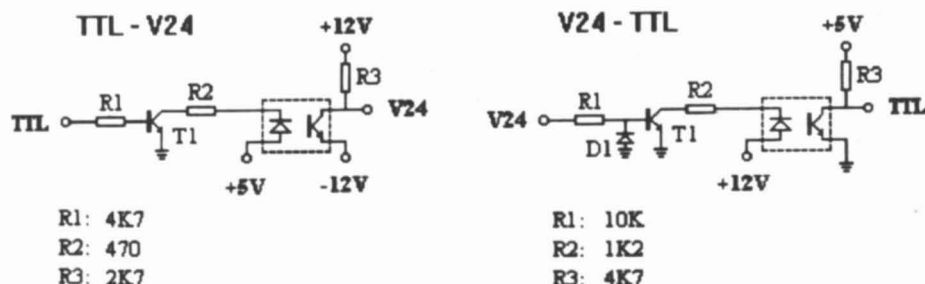 TTL - V24
+12V
R3
R2
R1
TTL
V24
T1
+5V
-12V
R1: 4K7
R2: 470
R3: 2K7
V24 - TTL
+5V
R3
R2
R1
V24
TTL
D1
T1
+12V
R1: 10K
R2: 1K2
R3: 4K7